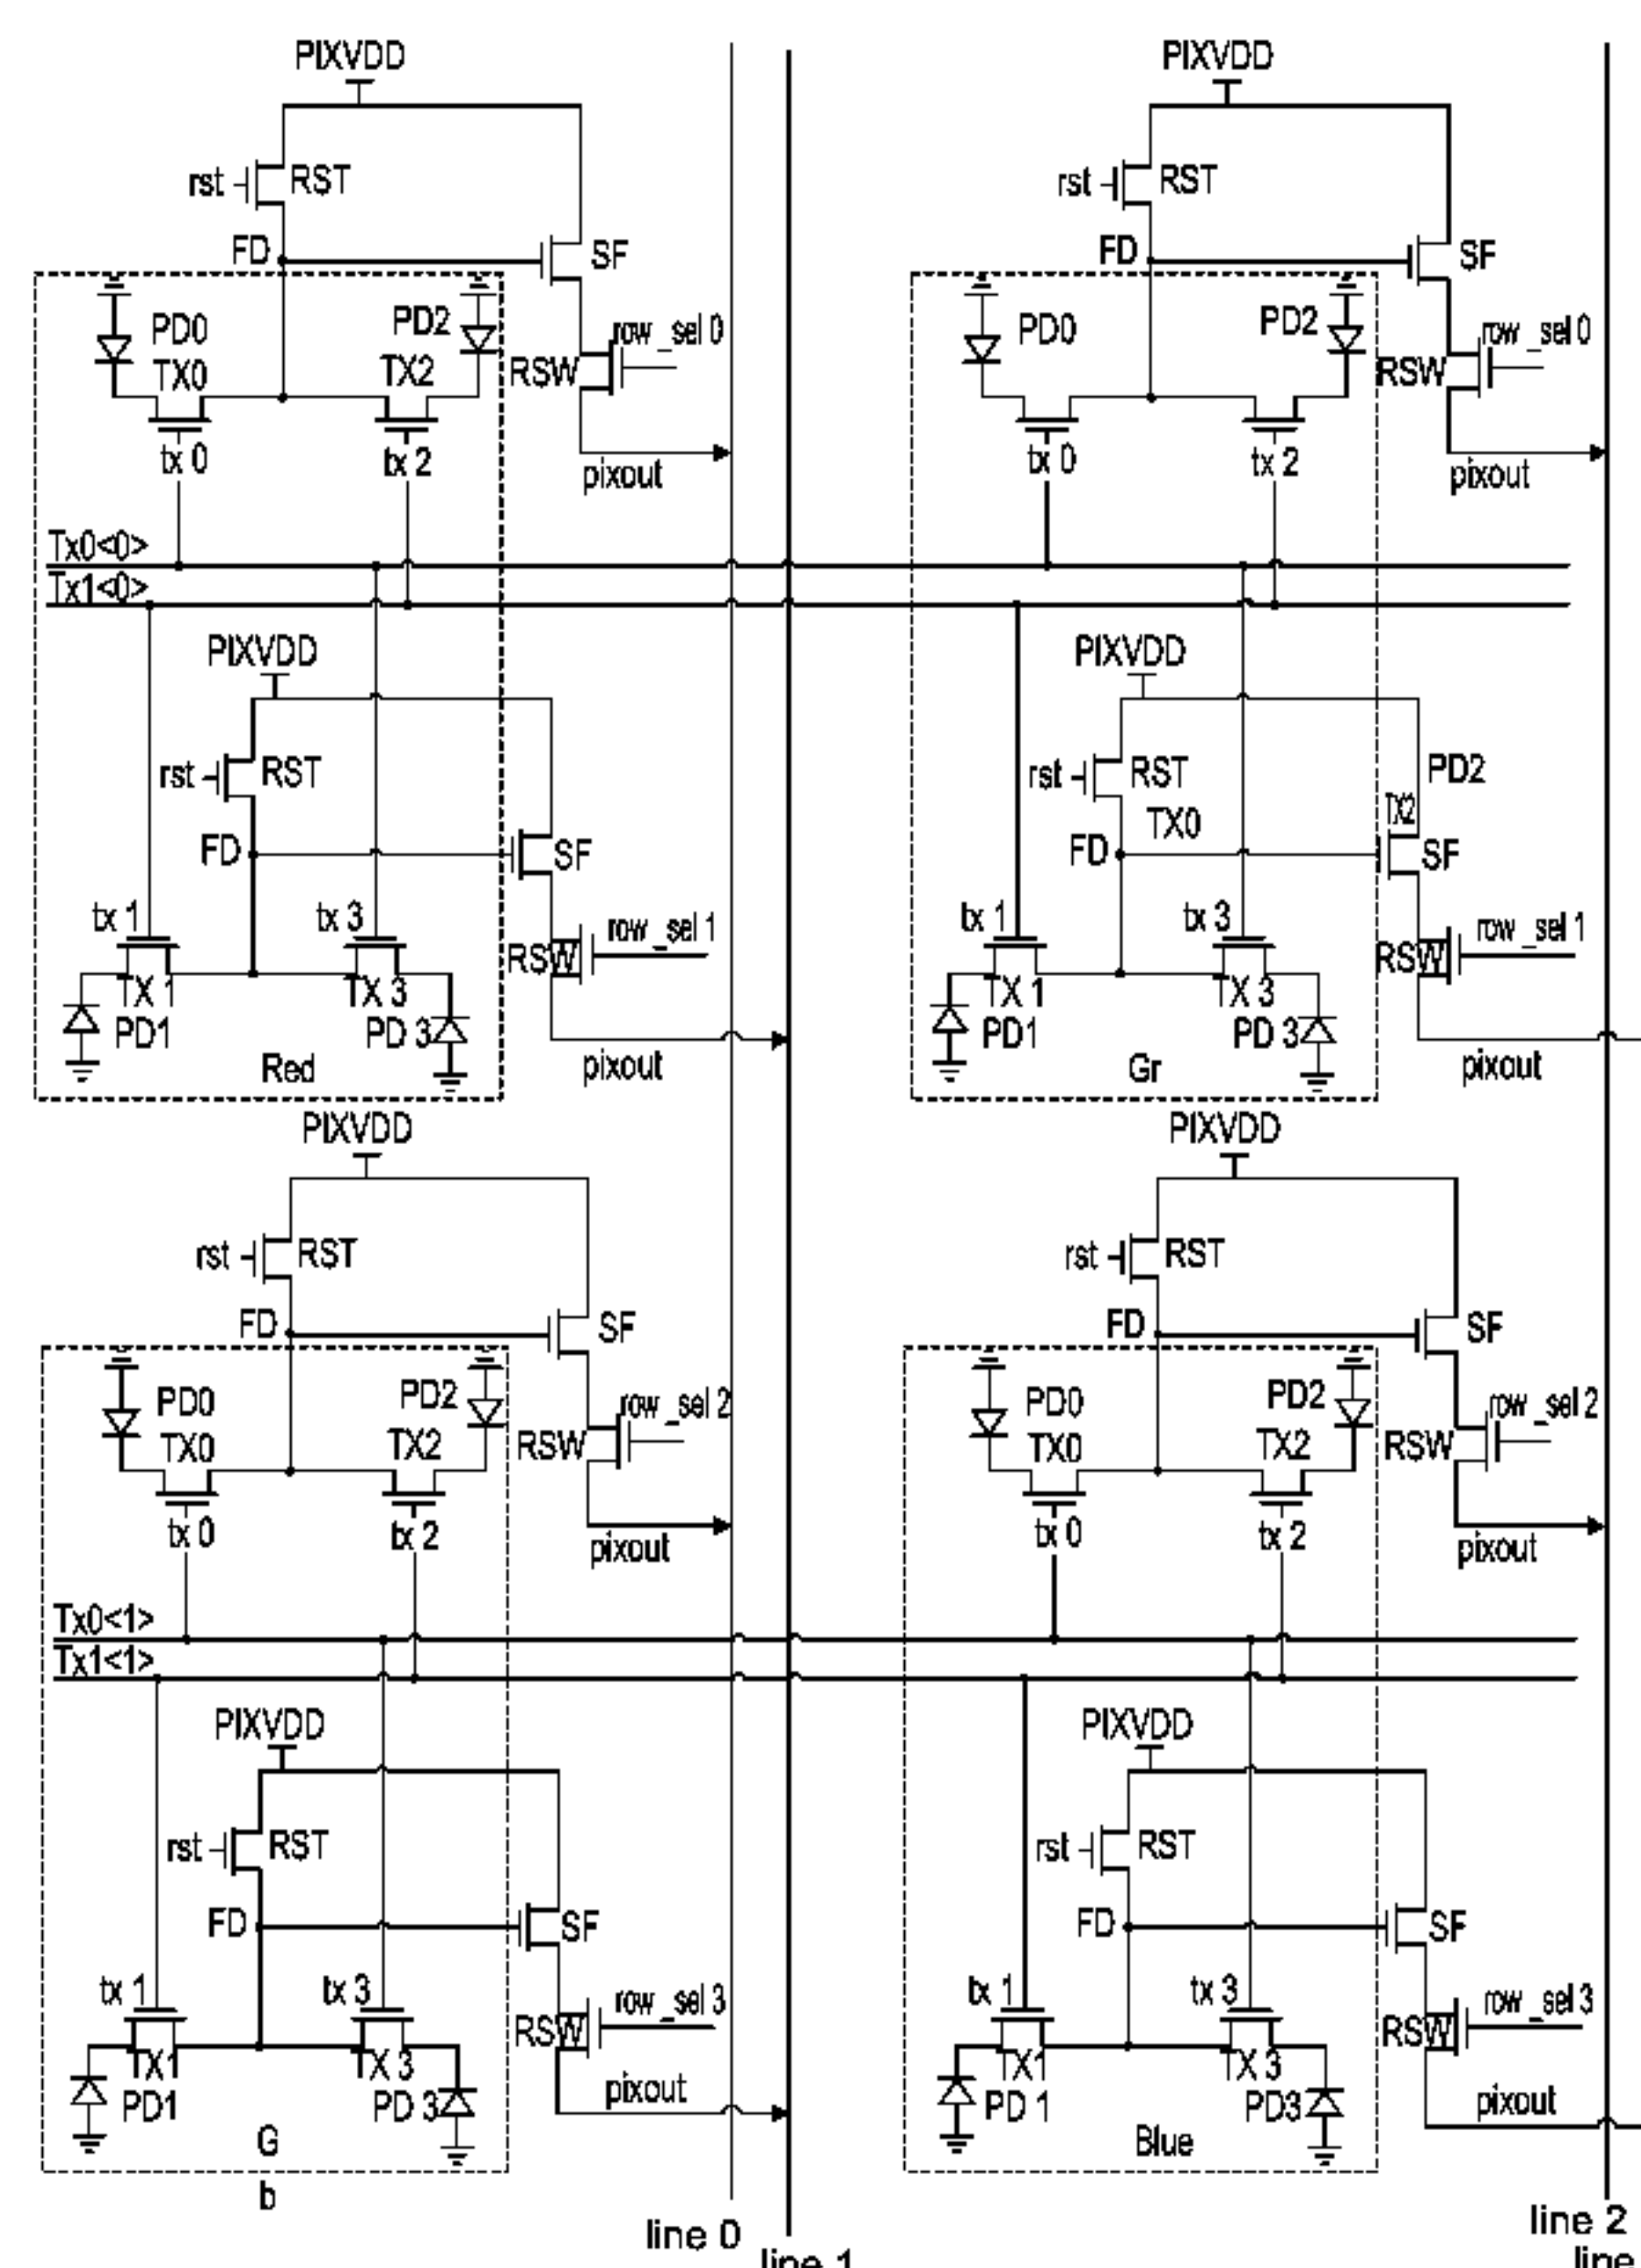 PIXVDD PIXVDD
rst RST rst RST
FD SF FD SF
PD0 PD2 row_sel 0 PD0 PD2 row_sel 0
TX0 TX2 RSW RSW
tx 0 tx 2 pixout tx 0 tx 2 pixout
Tx0<0>
Tx1<0>
PIXVDD PIXVDD
rst RST rst RST PD2
TX0 TX2
FD SF FD SF
tx 1 tx 3 row_sel 1 tx 1 tx 3 row_sel 1
RSW RSW
TX 1 TX 3 TX 1 TX 3
PD1 PD 3 PD1 PD 3
Red pixout Gr pixout
PIXVDD PIXVDD
rst RST rst RST
FD SF FD SF
PD0 PD2 row_sel 2 PD0 PD2 row_sel 2
TX0 TX2 RSW TX0 TX2 RSW
tx 0 tx 2 pixout tx 0 tx 2 pixout
Tx0<1>
Tx1<1>
PIXVDD PIXVDD
rst RST rst RST
FD SF FD SF
tx 1 tx 3 row_sel 3 tx 1 tx 3 row_sel 3
RSW RSW
TX1 TX 3 TX1 TX 3
PD1 PD 3 pixout PD 1 PD3 pixout
G Blue
b
line 0 line 2
line 1 line